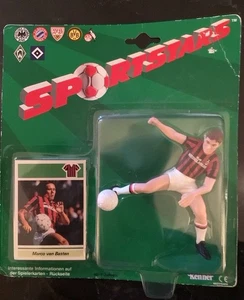 SPORTSTARS
Marco van Basten
Interessante Informationen auf
der Spielerkarten - Rückseite
Kenner